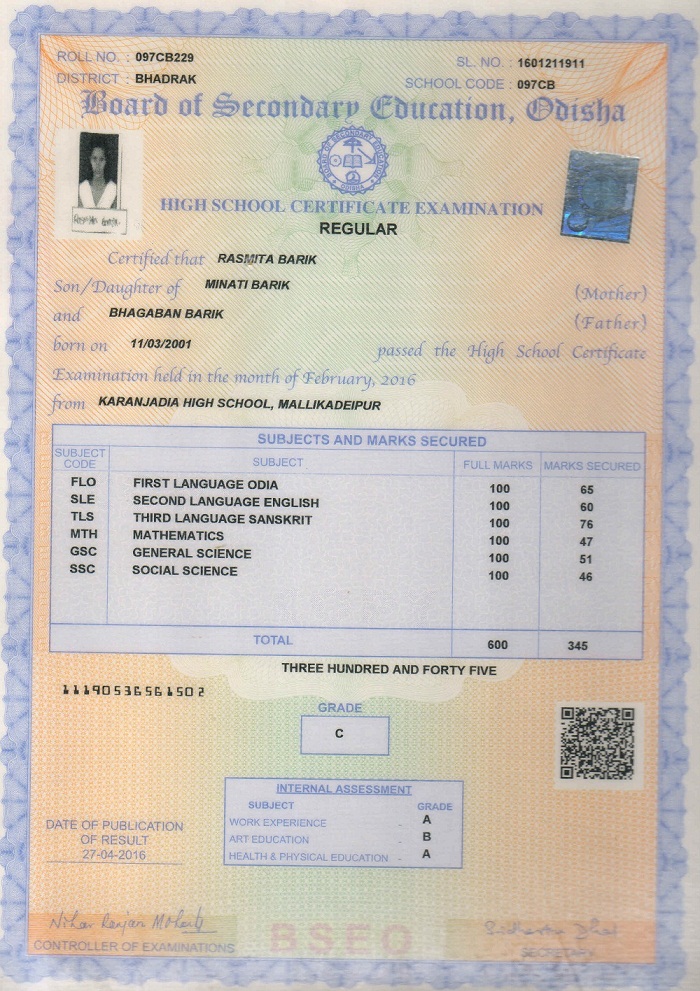 ROLL NO. : 097CB229
SL. NO. : 1601211911
DISTRICT : BHADRAK
SCHOOL CODE : 097CB
Board of Secondary Education, Odisha
BOARD OF SECONDARY EDUCATION
ODISHA
HIGH SCHOOL CERTIFICATE EXAMINATION
REGULAR
Certified that RASMITA BARIK
Son/Daughter of MINATI BARIK (Mother)
and BHAGABAN BARIK (Father)
born on 11/03/2001 passed the High School Certificate
Examination held in the month of February, 2016
from KARANJADIA HIGH SCHOOL, MALLIKADEIPUR
SUBJECTS AND MARKS SECURED
SUBJECT CODE SUBJECT FULL MARKS MARKS SECURED
FLO FIRST LANGUAGE ODIA 100 65
SLE SECOND LANGUAGE ENGLISH 100 60
TLS THIRD LANGUAGE SANSKRIT 100 76
MTH MATHEMATICS 100 47
GSC GENERAL SCIENCE 100 51
SSC SOCIAL SCIENCE 100 46
TOTAL 600 345
THREE HUNDRED AND FORTY FIVE
11190536561502
GRADE
C
INTERNAL ASSESSMENT
SUBJECT GRADE
WORK EXPERIENCE - A
ART EDUCATION - B
HEALTH & PHYSICAL EDUCATION - A
DATE OF PUBLICATION
OF RESULT
27-04-2016
BSEO
CONTROLLER OF EXAMINATIONS
SECRETARY